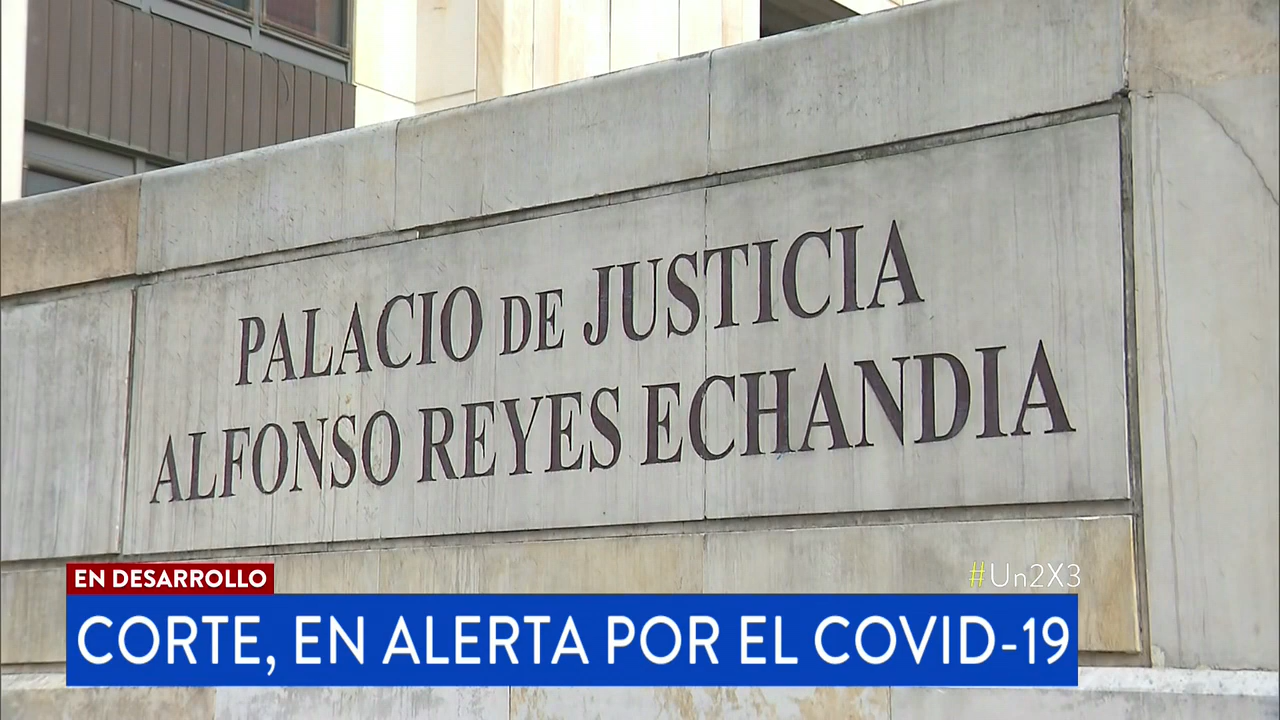 PALACIO DE JUSTICIA
ALFONSO REYES ECHANDIA
EN DESARROLLO
#Un2X3
CORTE, EN ALERTA POR EL COVID-19